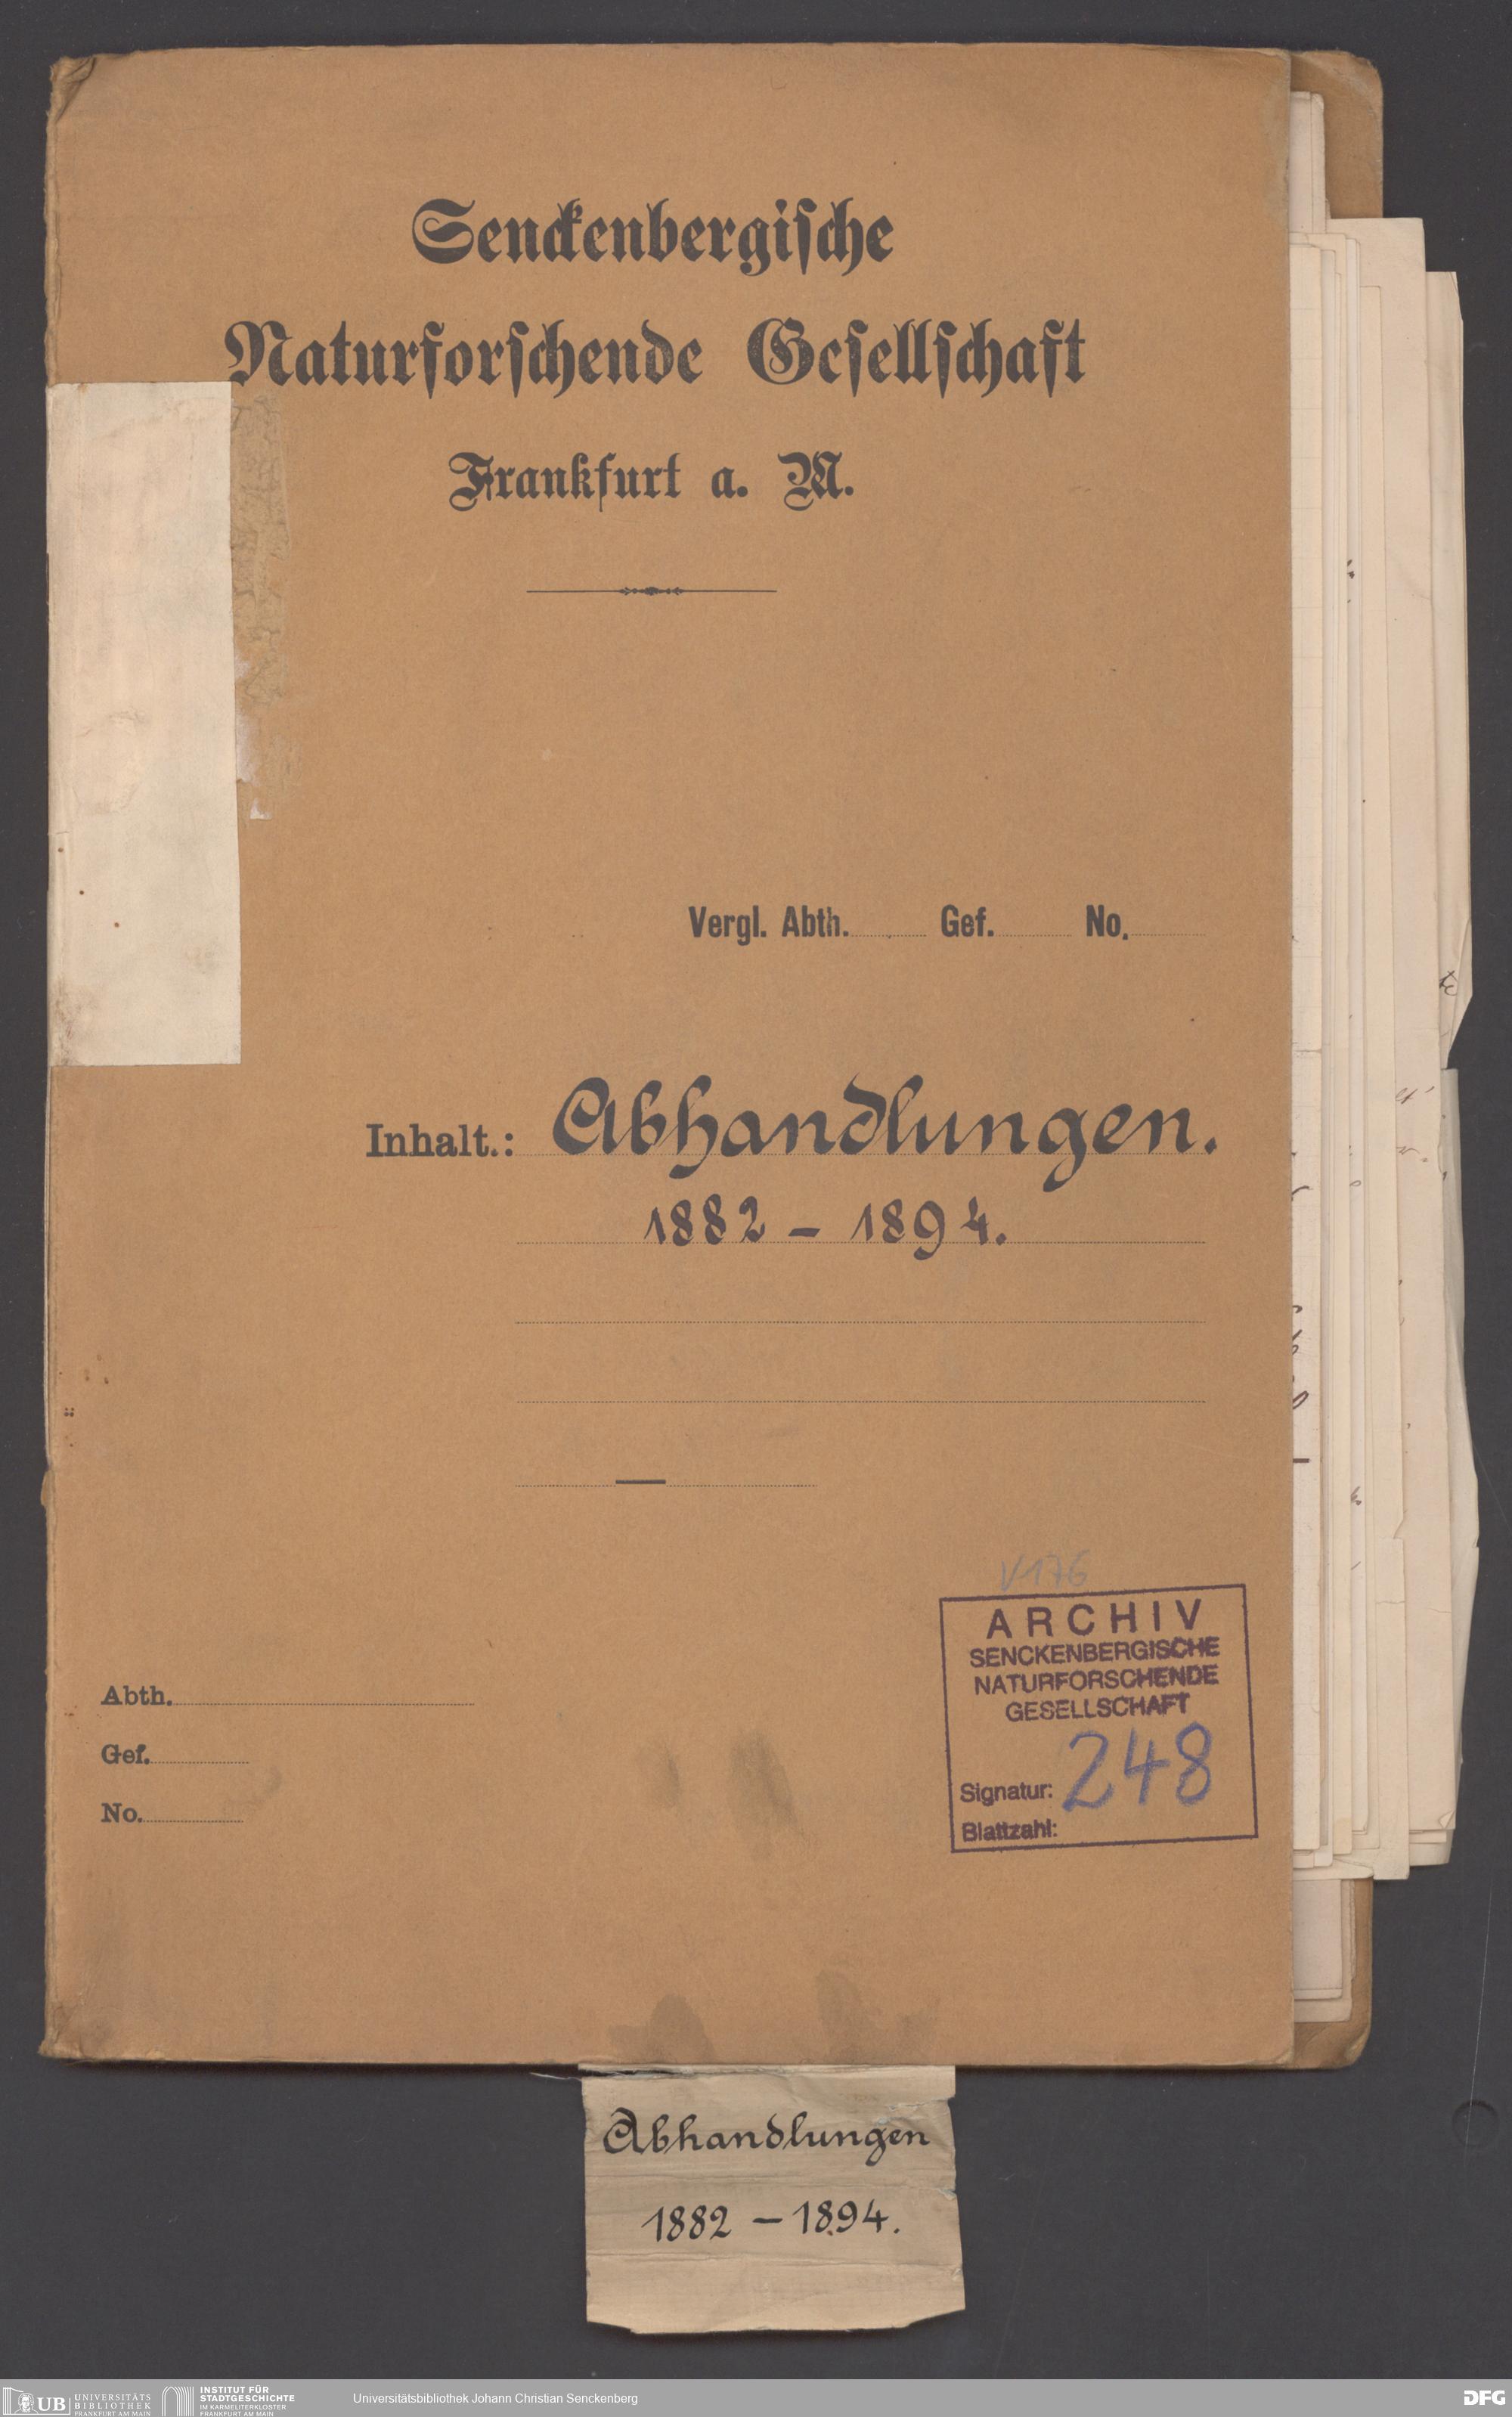 Senckenbergische
Naturforschende Gesellschaft
Frankfurt a. M.
Vergl. Abth. Gef. No.
Inhalt.: Abhandlungen.
1882 – 1894.
V176
ARCHIV
SENCKENBERGISCHE
NATURFORSCHENDE
GESELLSCHAFT
Signatur: 248
Blattzahl:
Abth.
Gef.
No.
Abhandlungen
1882 – 1894.
UB UNIVERSITÄTS
BIBLIOTHEK
FRANKFURT AM MAIN
INSTITUT FÜR
STADTGESCHICHTE
IM KARMELITERKLOSTER
FRANKFURT AM MAIN
Universitätsbibliothek Johann Christian Senckenberg
DFG